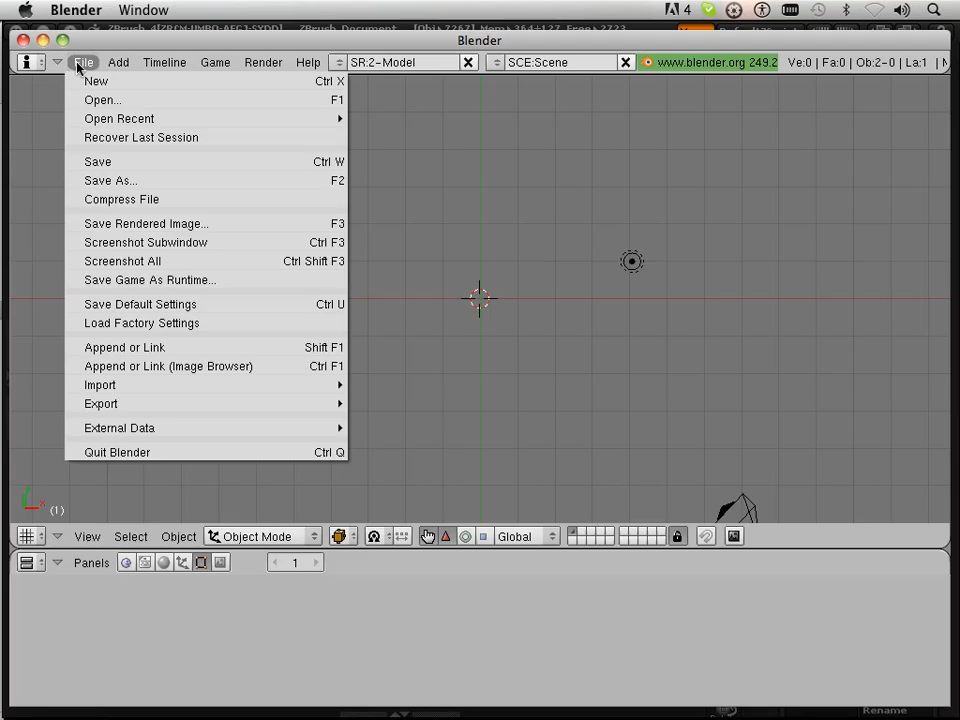 Blender Window 4
Blender
File Add Timeline Game Render Help SR:2-Model SCE:Scene www.blender.org 249.2 Ve:0 | Fa:0 | Ob:2-0 | La:1 |
New Ctrl X
Open... F1
Open Recent
Recover Last Session
Save Ctrl W
Save As... F2
Compress File
Save Rendered Image... F3
Screenshot Subwindow Ctrl F3
Screenshot All Ctrl Shift F3
Save Game As Runtime...
Save Default Settings Ctrl U
Load Factory Settings
Append or Link Shift F1
Append or Link (Image Browser) Ctrl F1
Import
Export
External Data
Quit Blender Ctrl Q
x
(1)
View Select Object Object Mode Global
Panels 1
Rename